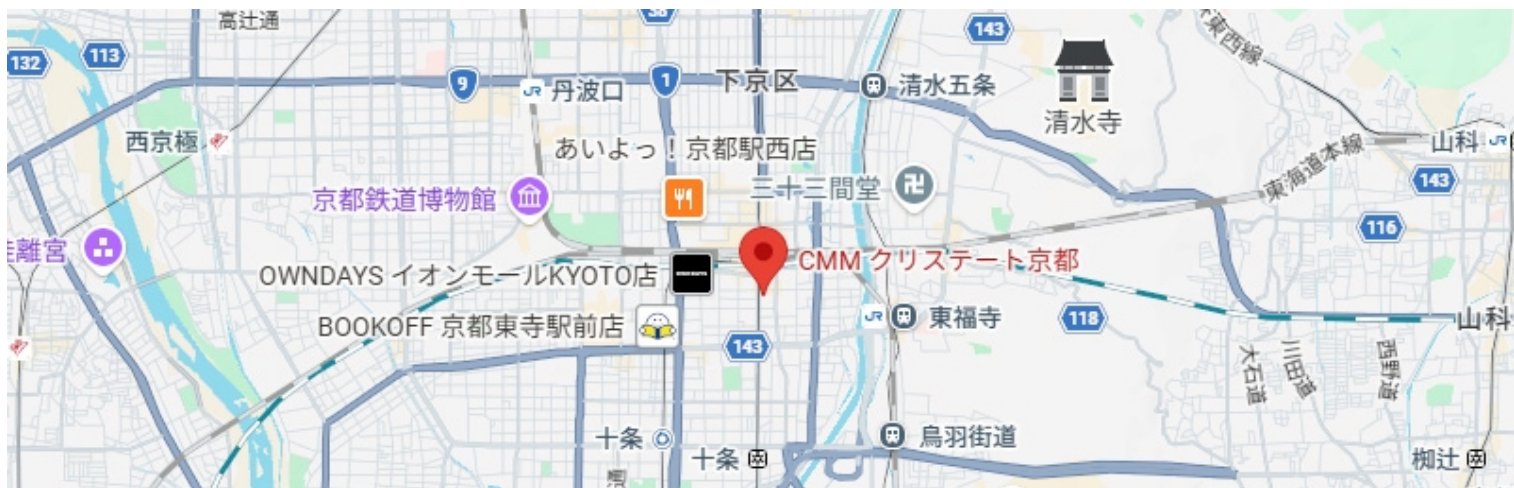 高辻通
38
143
132
113
9
1
下京区
丹波口
清水五条
清水寺
西京極
山科
東海道本線
あいよっ！京都駅西店
三十三間堂
143
京都鉄道博物館
116
離宮
OWNDAYS イオンモールKYOTO店
CMM クリステート京都
BOOKOFF 京都東寺駅前店
JR
東福寺
118
山科
143
大石道
川田道
西野道
十条
十条
鳥羽街道
椥辻